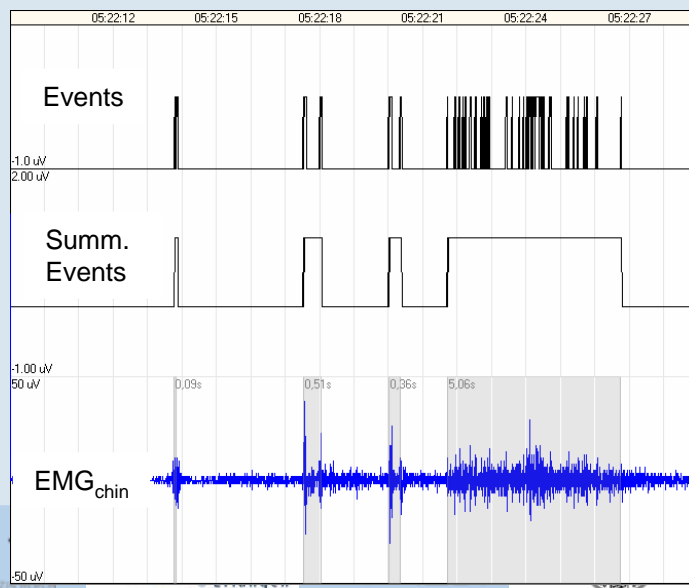 05:22:12 05:22:15 05:22:18 05:22:21 05:22:24 05:22:27
Events
-1.0 uV
2.00 uV
Summ.
Events
-1.00 uV
50 uV
0,09s 0,51s 0,36s 5,06s
EMGchin
-50 uV